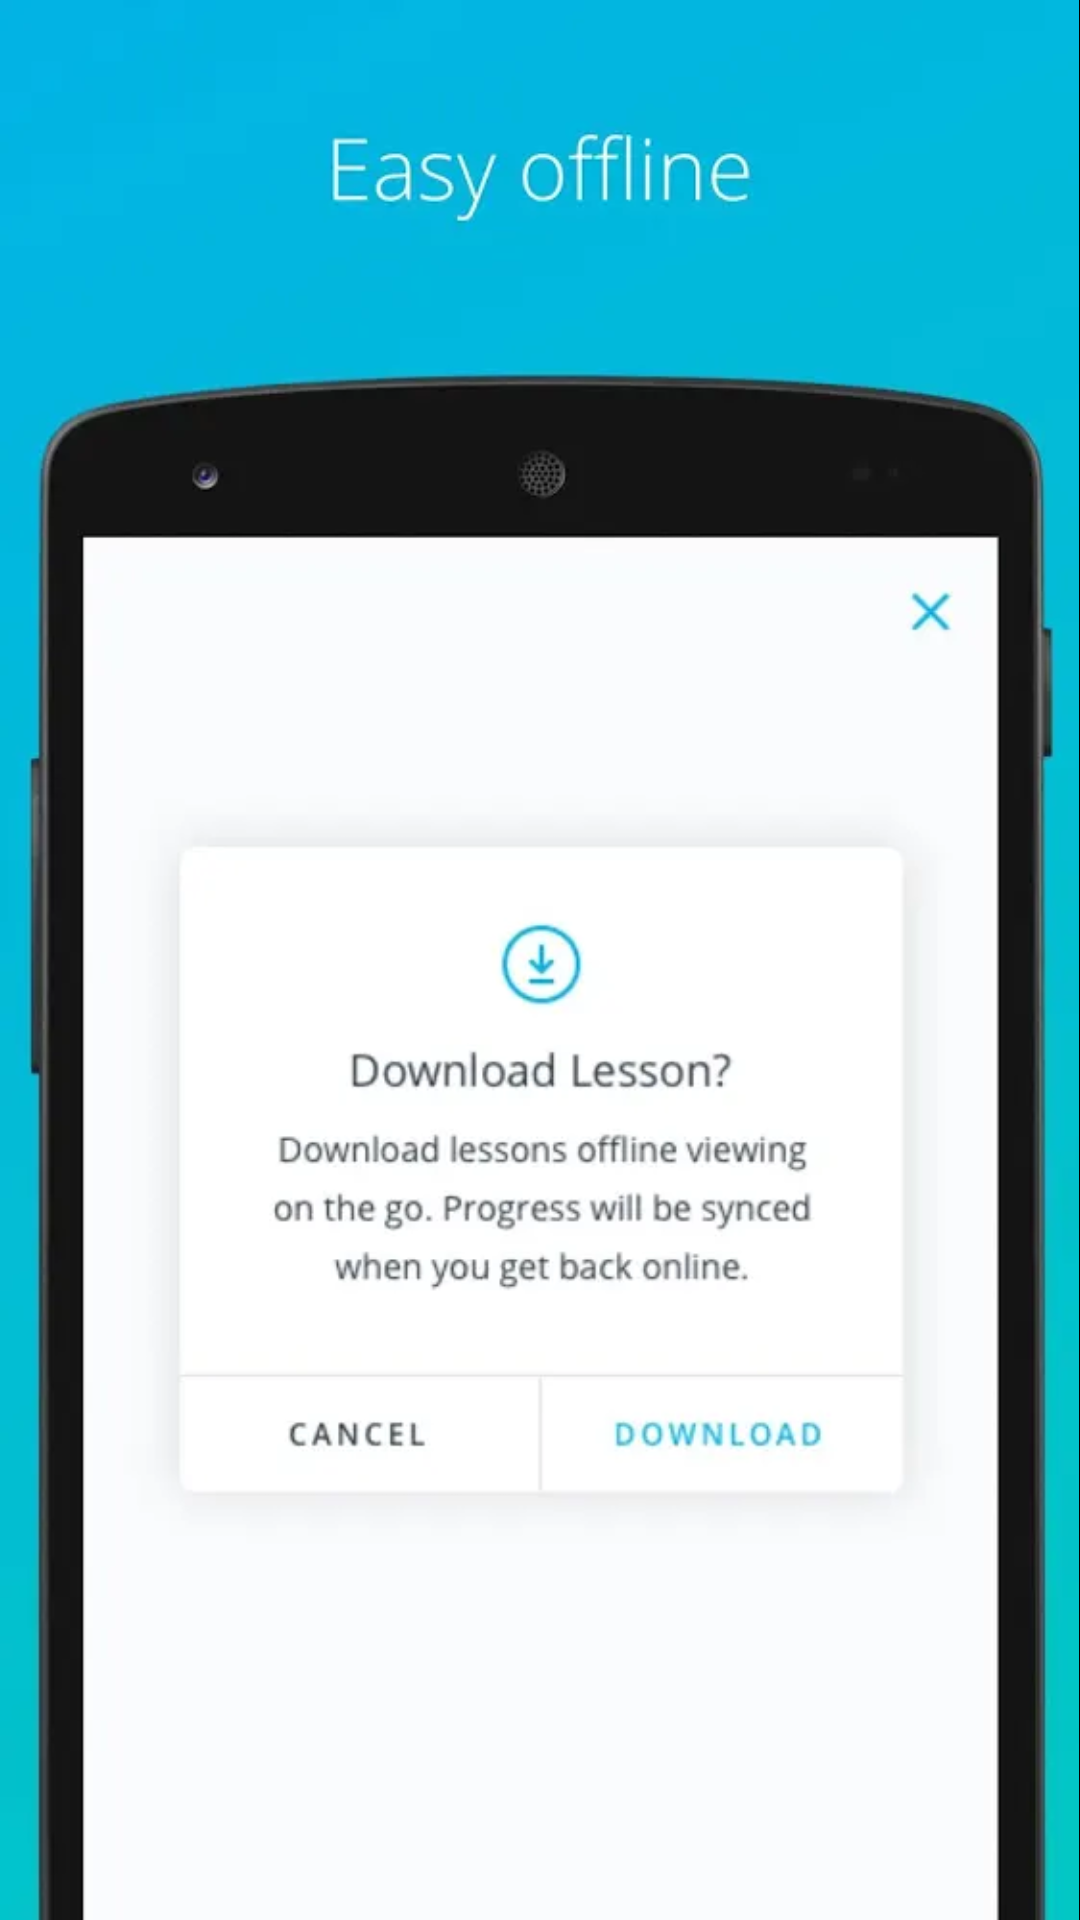 Easy offline
Download Lesson?
Download lessons offline viewing
on the go. Progress will be synced
when you get back online.
CANCEL
DOWNLOAD